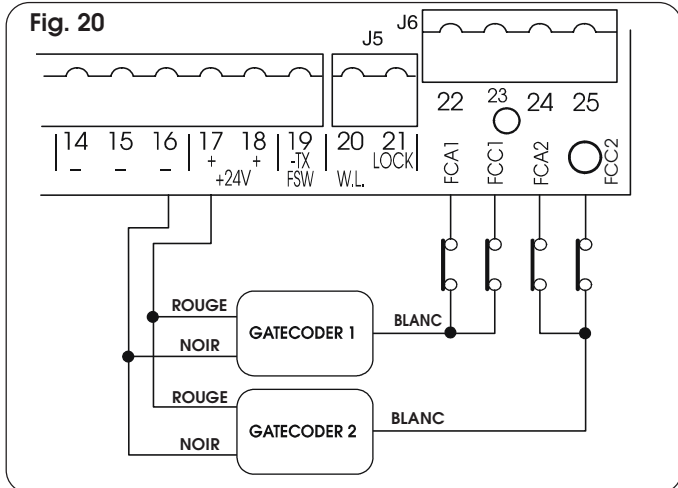 Fig. 20
J5
J6
14 15 16 17 18 19 20 21
22 23 24 25
– – – + + -TX LOCK
+24V FSW W.L.
FCA1 FCC1 FCA2 FCC2
ROUGE
GATECODER 1
BLANC
NOIR
ROUGE
GATECODER 2
BLANC
NOIR